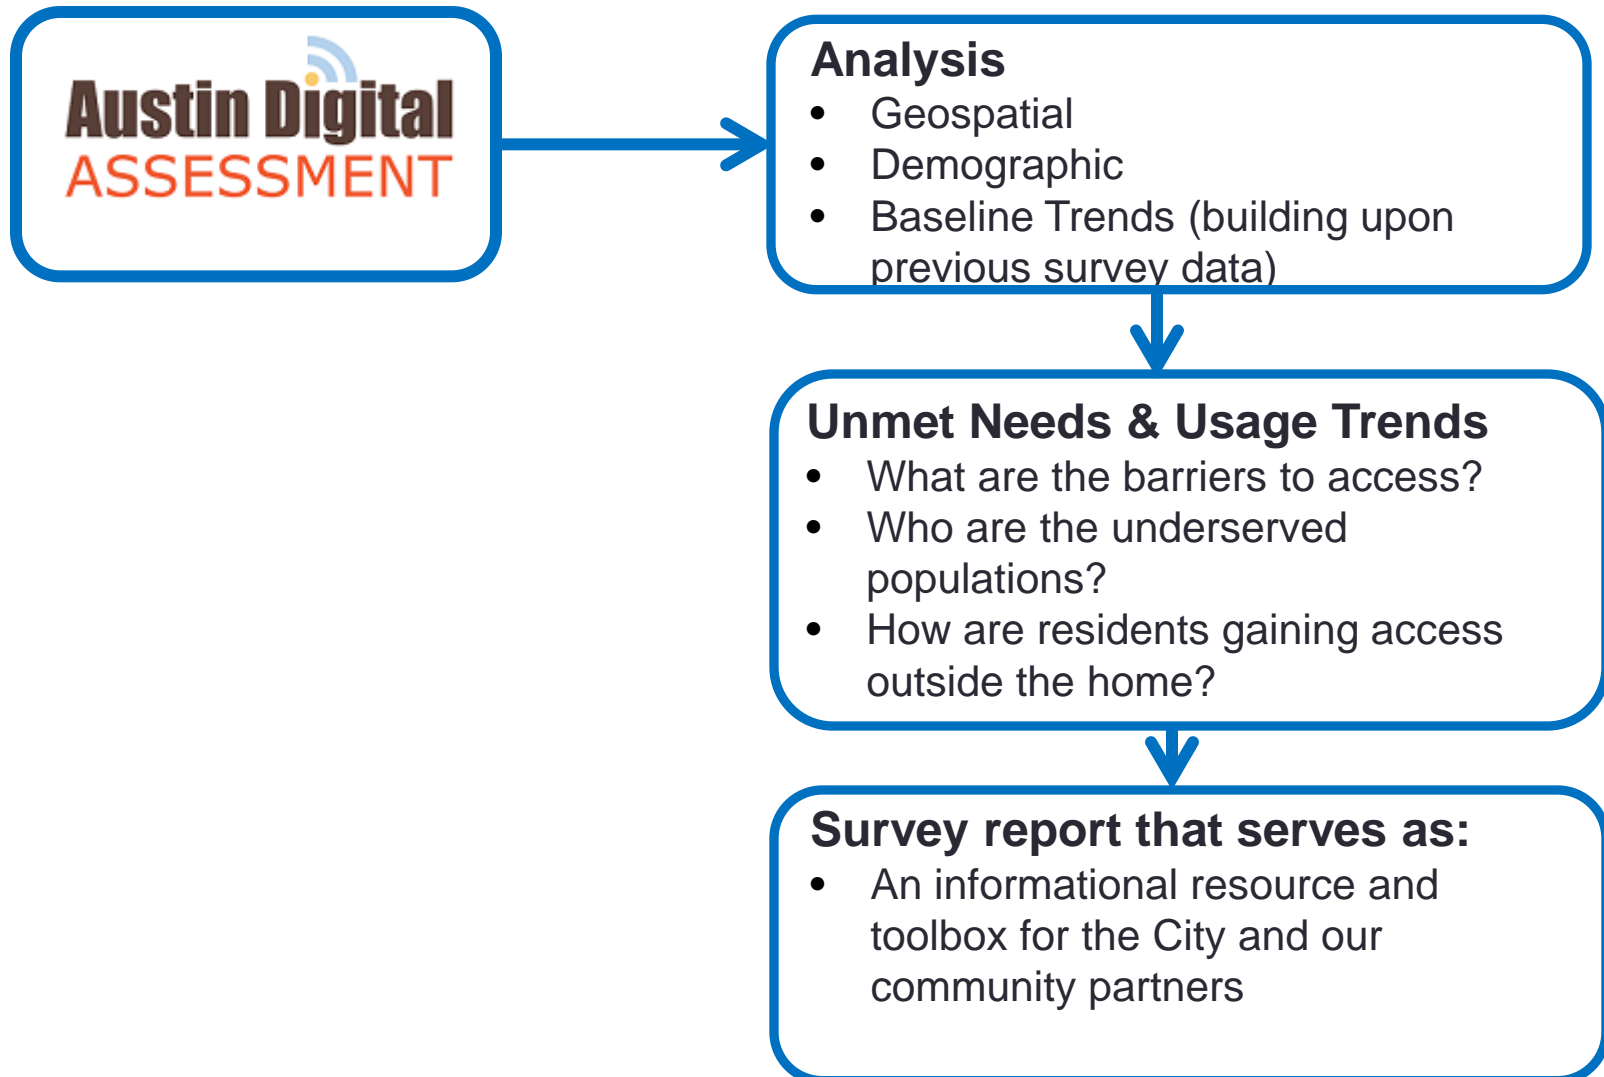 Austin Digital
ASSESSMENT
Analysis
• Geospatial
• Demographic
• Baseline Trends (building upon
previous survey data)
Unmet Needs & Usage Trends
• What are the barriers to access?
• Who are the underserved
populations?
• How are residents gaining access
outside the home?
Survey report that serves as:
• An informational resource and
toolbox for the City and our
community partners